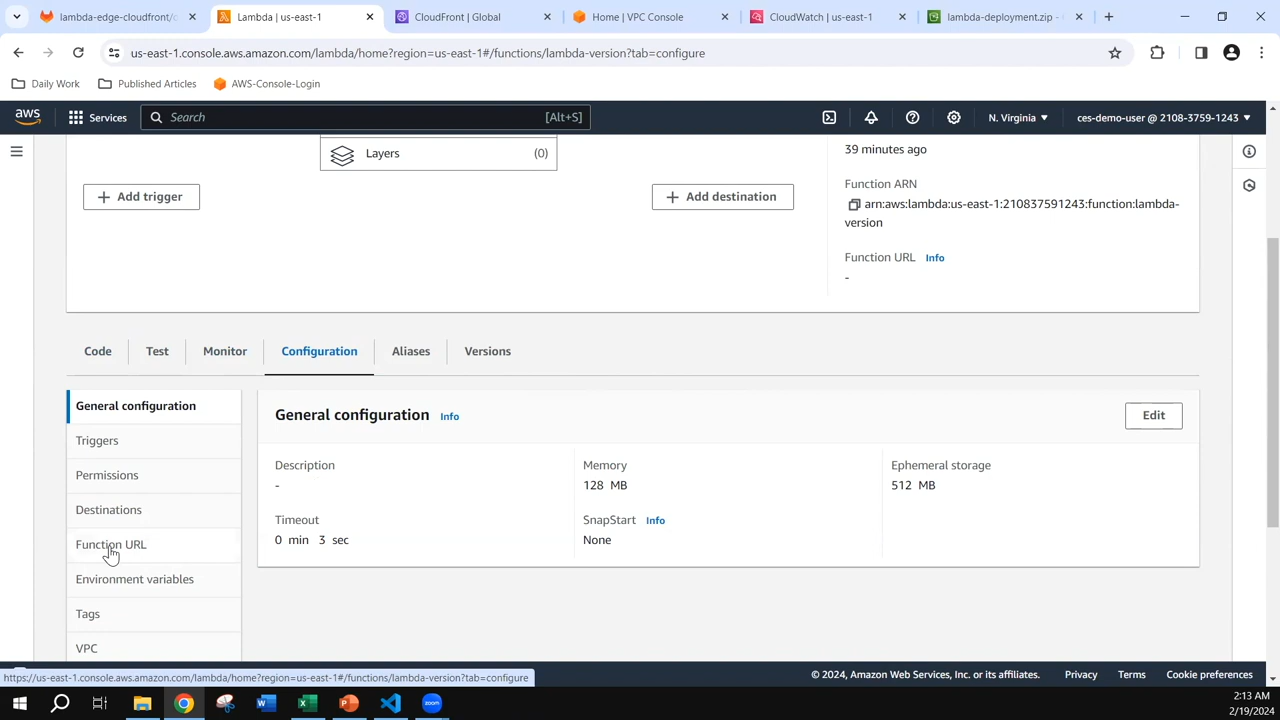 lambda-edge-cloudfront/
Lambda | us-east-1
CloudFront | Global
Home | VPC Console
CloudWatch | us-east-1
lambda-deployment.zip -
us-east-1.console.aws.amazon.com/lambda/home?region=us-east-1#/functions/lambda-version?tab=configure
Daily Work
Published Articles
AWS-Console-Login
aws
Services
Search
[Alt+S]
N. Virginia
ces-demo-user @ 2108-3759-1243
Layers
(0)
39 minutes ago
Add trigger
Add destination
Function ARN
arn:aws:lambda:us-east-1:210837591243:function:lambda-
version
Function URL Info
-
Code
Test
Monitor
Configuration
Aliases
Versions
General configuration
Triggers
Permissions
Destinations
Function URL
Environment variables
Tags
VPC
General configuration Info
Edit
Description
-
Memory
128 MB
Ephemeral storage
512 MB
Timeout
0 min 3 sec
SnapStart Info
None
https://us-east-1.console.aws.amazon.com/lambda/home?region=us-east-1#/functions/lambda-version?tab=configure
© 2024, Amazon Web Services, Inc. or its affiliates.
Privacy
Terms
Cookie preferences
zoom
2:13 AM
2/19/2024